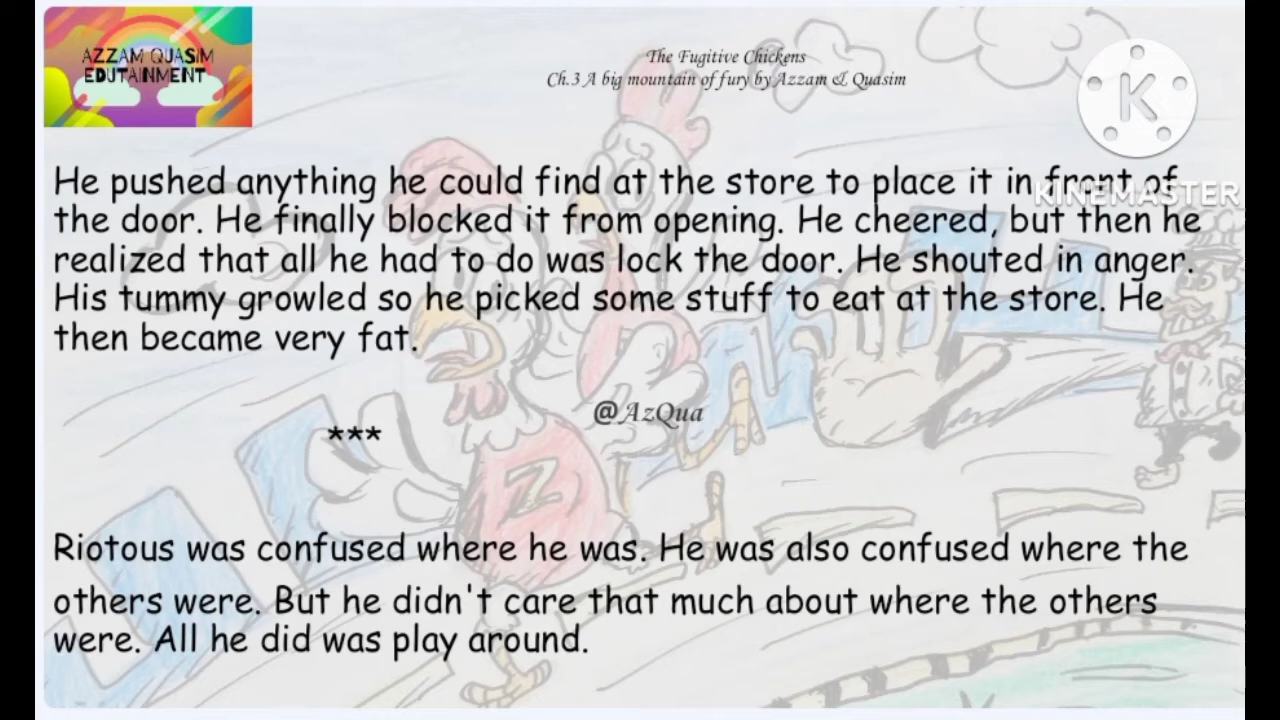 AZZAM QUASIM
EDUTAINMENT
The Fugitive Chickens
Ch.3 A big mountain of fury by Azzam & Quasim
K
KINEMASTER
He pushed anything he could find at the store to place it in front of
the door. He finally blocked it from opening. He cheered, but then he
realized that all he had to do was lock the door. He shouted in anger.
His tummy growled so he picked some stuff to eat at the store. He
then became very fat.
@AzQua
***
Z
Riotous was confused where he was. He was also confused where the
others were. But he didn't care that much about where the others
were. All he did was play around.